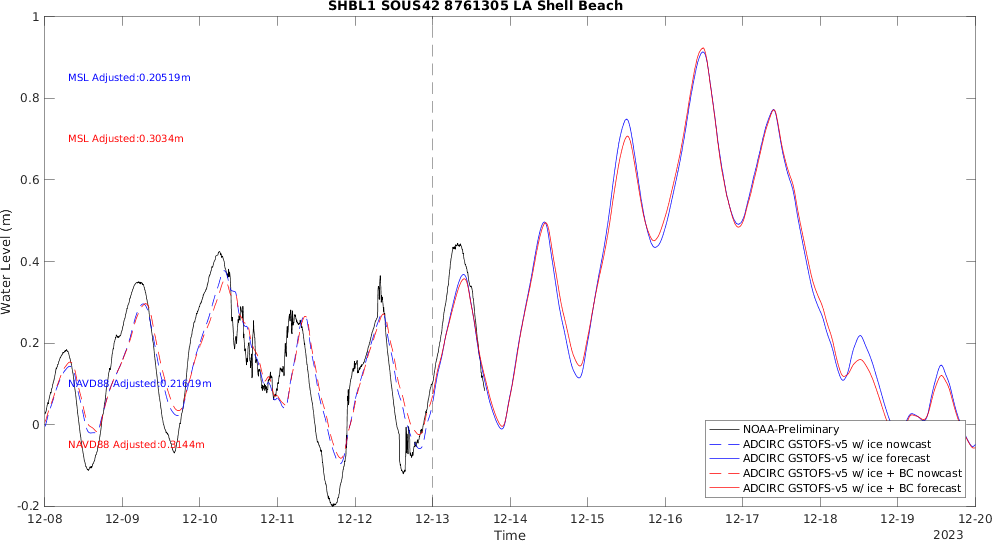 SHBL1 SOUS42 8761305 LA Shell Beach
Water Level (m)
1
0.8
0.6
0.4
0.2
0
-0.2
MSL Adjusted:0.20519m
MSL Adjusted:0.3034m
NAVD88 Adjusted:0.21619m
NAVD88 Adjusted:0.3144m
NOAA-Preliminary
ADCIRC GSTOFS-v5 w/ ice nowcast
ADCIRC GSTOFS-v5 w/ ice forecast
ADCIRC GSTOFS-v5 w/ ice + BC nowcast
ADCIRC GSTOFS-v5 w/ ice + BC forecast
12-08 12-09 12-10 12-11 12-12 12-13 12-14 12-15 12-16 12-17 12-18 12-19 12-20
Time
2023